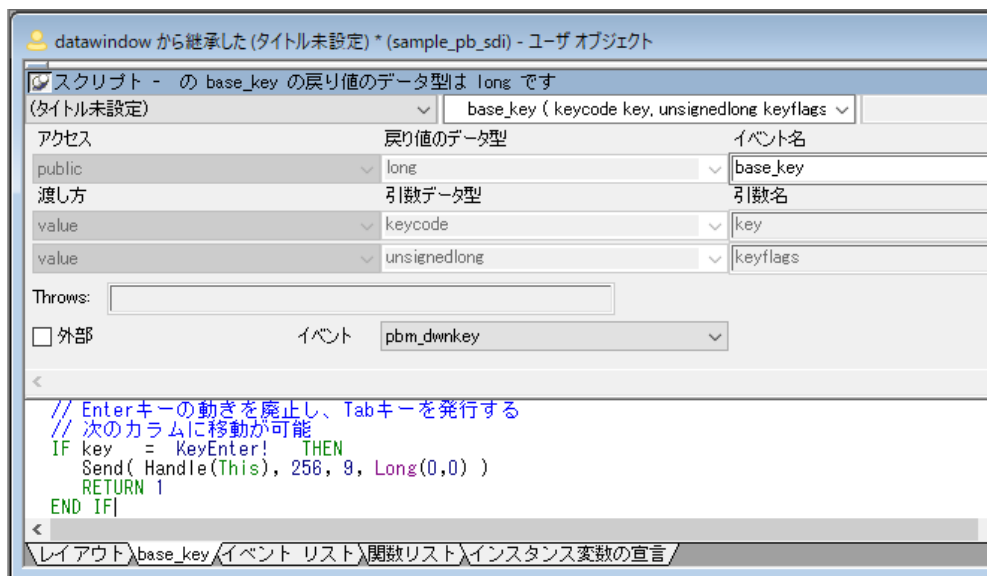 datawindow から継承した (タイトル未設定) * (sample_pb_sdi) - ユーザ オブジェクト
スクリプト - の base_key の戻り値のデータ型は long です
(タイトル未設定) base_key ( keycode key, unsignedlong keyflags
アクセス 戻り値のデータ型 イベント名
public long base_key
渡し方 引数データ型 引数名
value keycode key
value unsignedlong keyflags
Throws:
外部 イベント pbm_dwnkey
// Enterキーの動きを廃止し、Tabキーを発行する
// 次のカラムに移動が可能
IF key = KeyEnter! THEN
Send( Handle(This), 256, 9, Long(0,0) )
RETURN 1
END IF
レイアウト base_key イベント リスト 関数リスト インスタンス変数の宣言